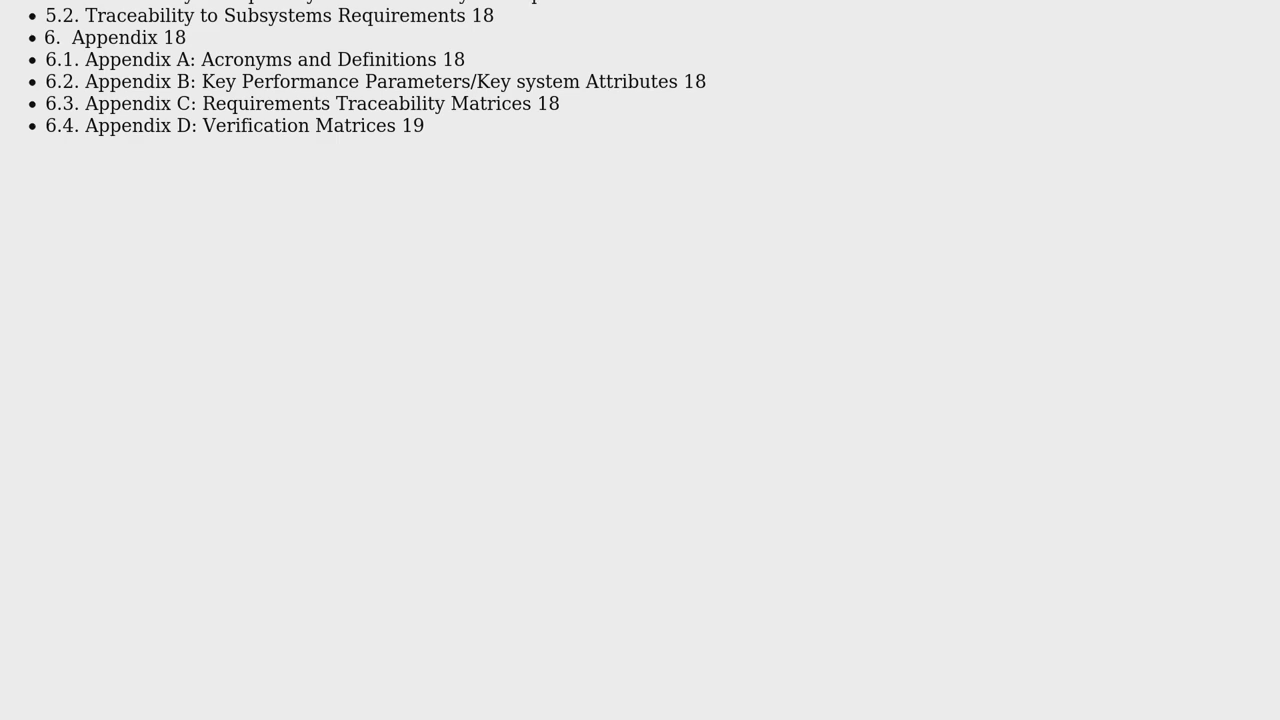 • 5.2. Traceability to Subsystems Requirements 18
• 6.  Appendix 18
• 6.1. Appendix A: Acronyms and Definitions 18
• 6.2. Appendix B: Key Performance Parameters/Key system Attributes 18
• 6.3. Appendix C: Requirements Traceability Matrices 18
• 6.4. Appendix D: Verification Matrices 19